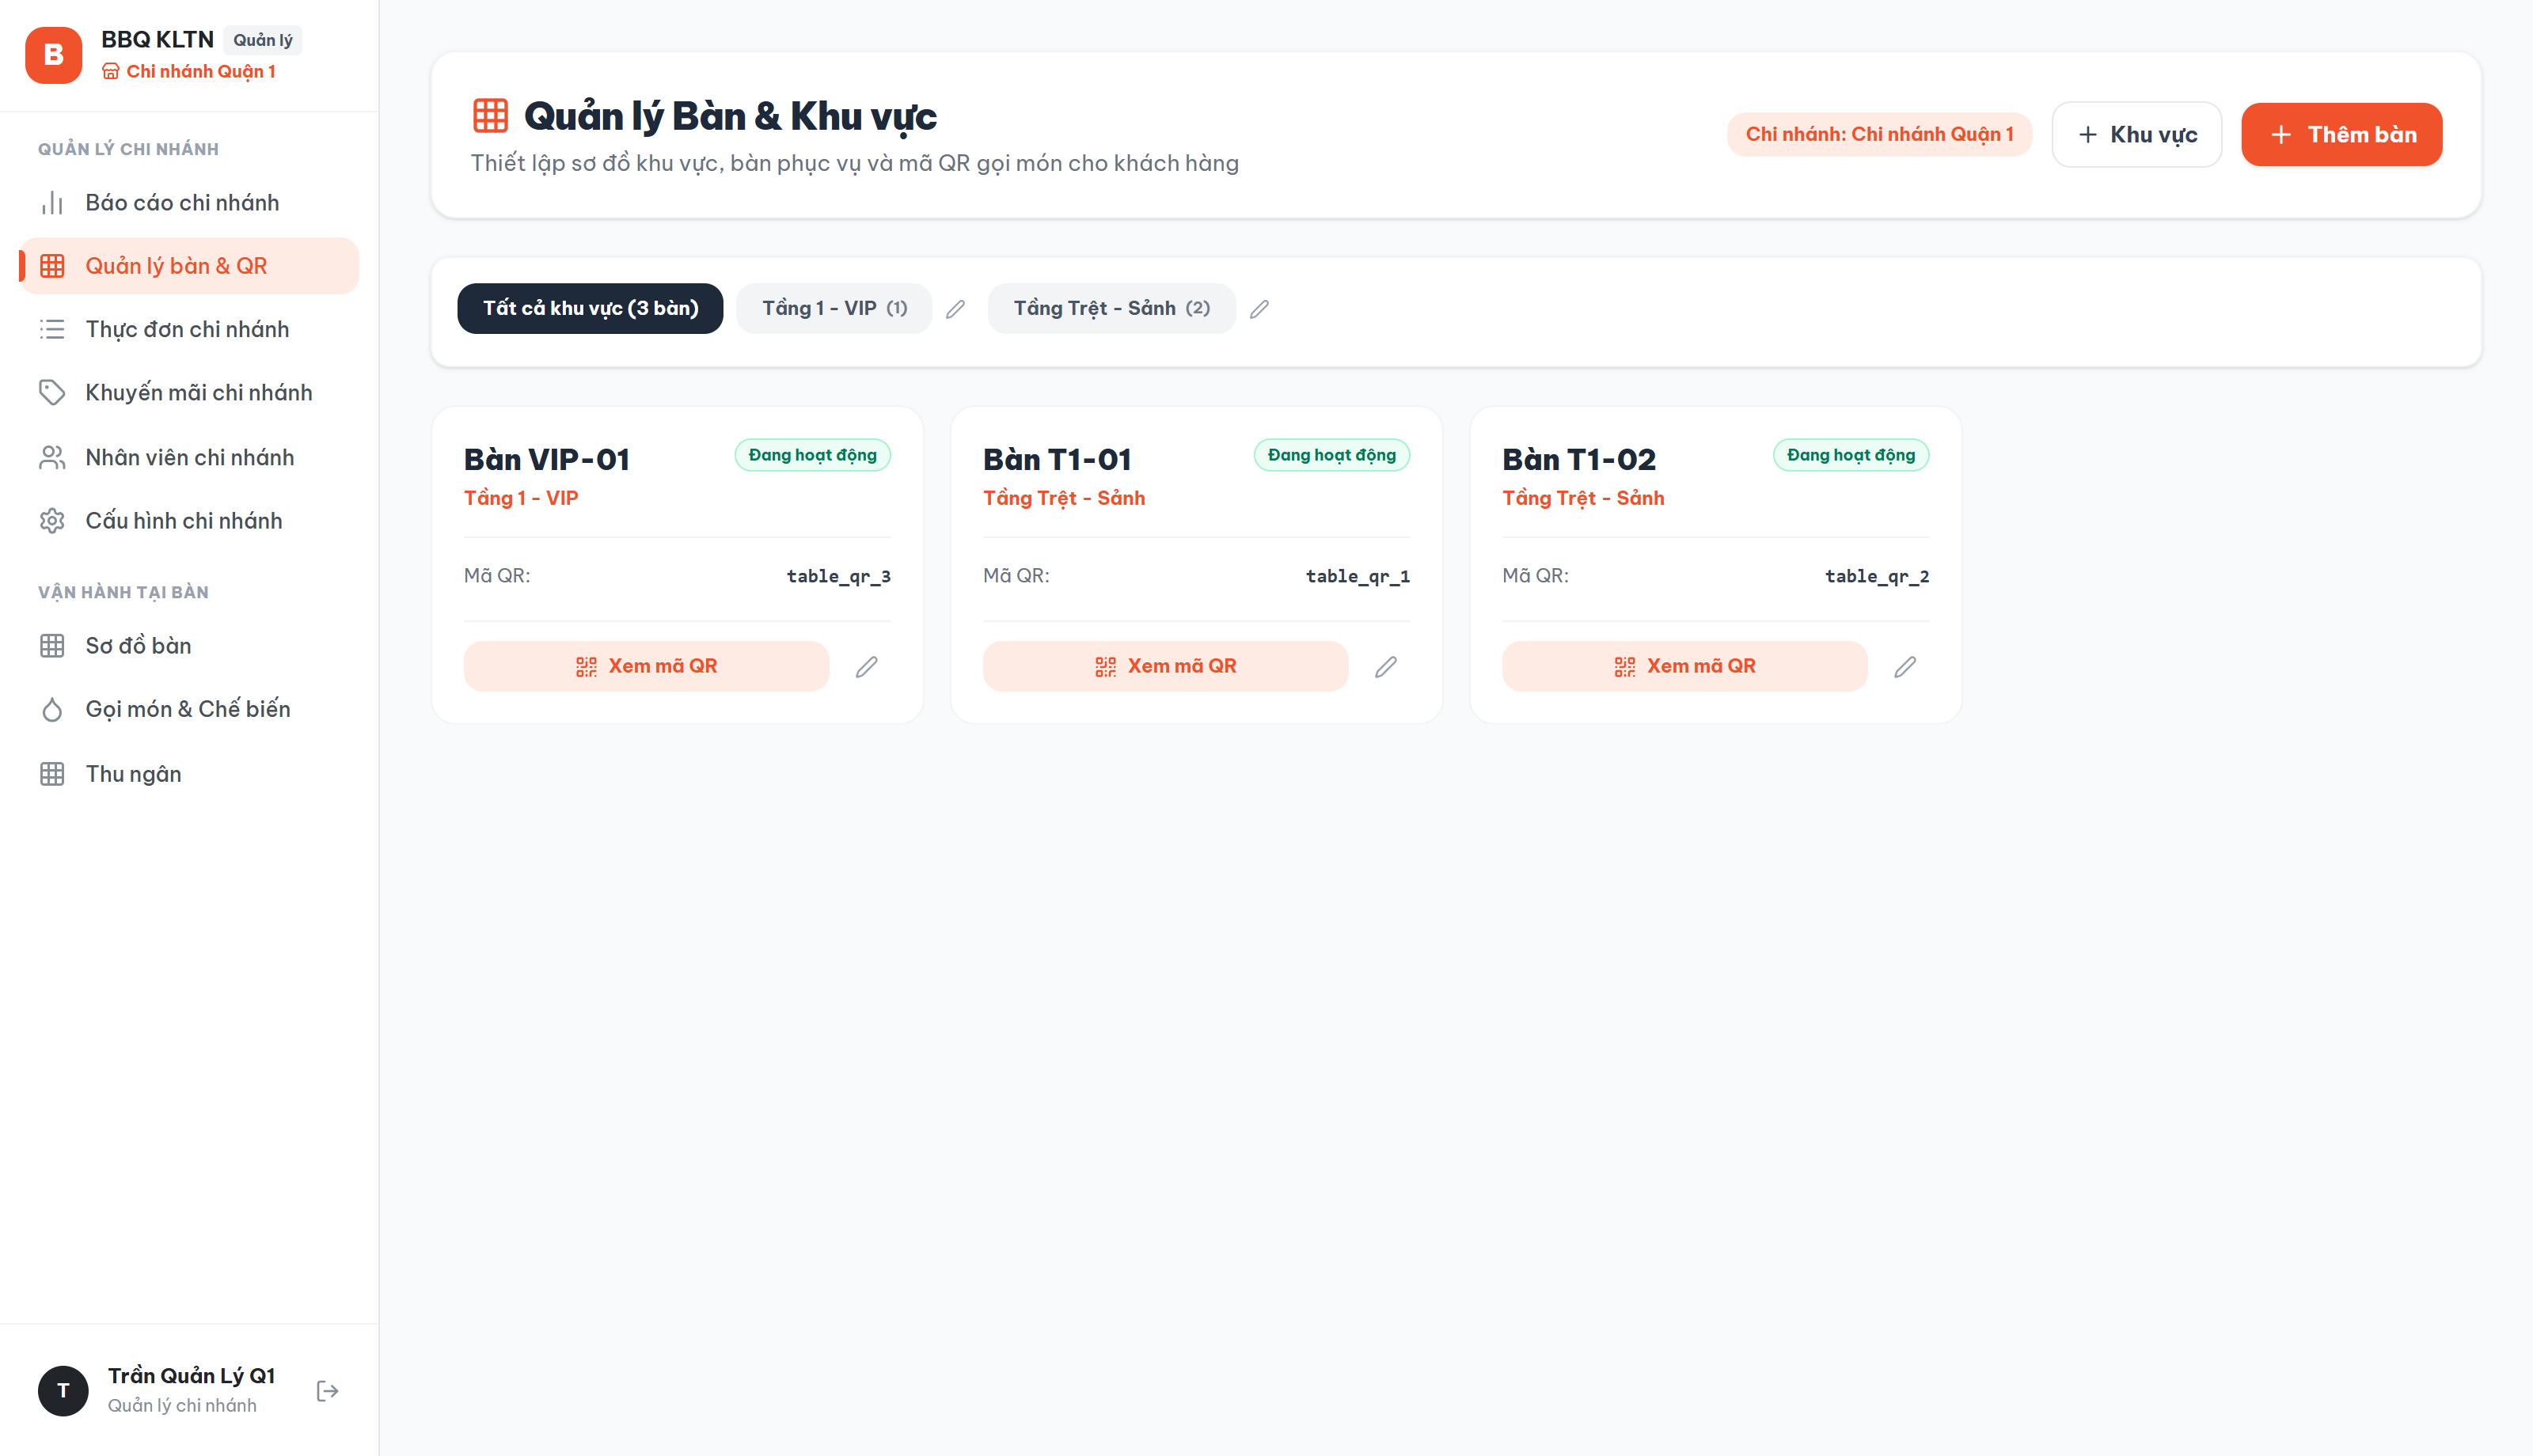 B
BBQ KLTN Quản lý
Chi nhánh Quận 1
QUẢN LÝ CHI NHÁNH
Báo cáo chi nhánh
Quản lý bàn & QR
Thực đơn chi nhánh
Khuyến mãi chi nhánh
Nhân viên chi nhánh
Cấu hình chi nhánh
VẬN HÀNH TẠI BÀN
Sơ đồ bàn
Gọi món & Chế biến
Thu ngân
T
Trần Quản Lý Q1
Quản lý chi nhánh
Quản lý Bàn & Khu vực
Thiết lập sơ đồ khu vực, bàn phục vụ và mã QR gọi món cho khách hàng
Chi nhánh: Chi nhánh Quận 1
Khu vực
Thêm bàn
Tất cả khu vực (3 bàn)
Tầng 1 - VIP (1)
Tầng Trệt - Sảnh (2)
Bàn VIP-01
Đang hoạt động
Tầng 1 - VIP
Mã QR: table_qr_3
Xem mã QR
Bàn T1-01
Đang hoạt động
Tầng Trệt - Sảnh
Mã QR: table_qr_1
Xem mã QR
Bàn T1-02
Đang hoạt động
Tầng Trệt - Sảnh
Mã QR: table_qr_2
Xem mã QR